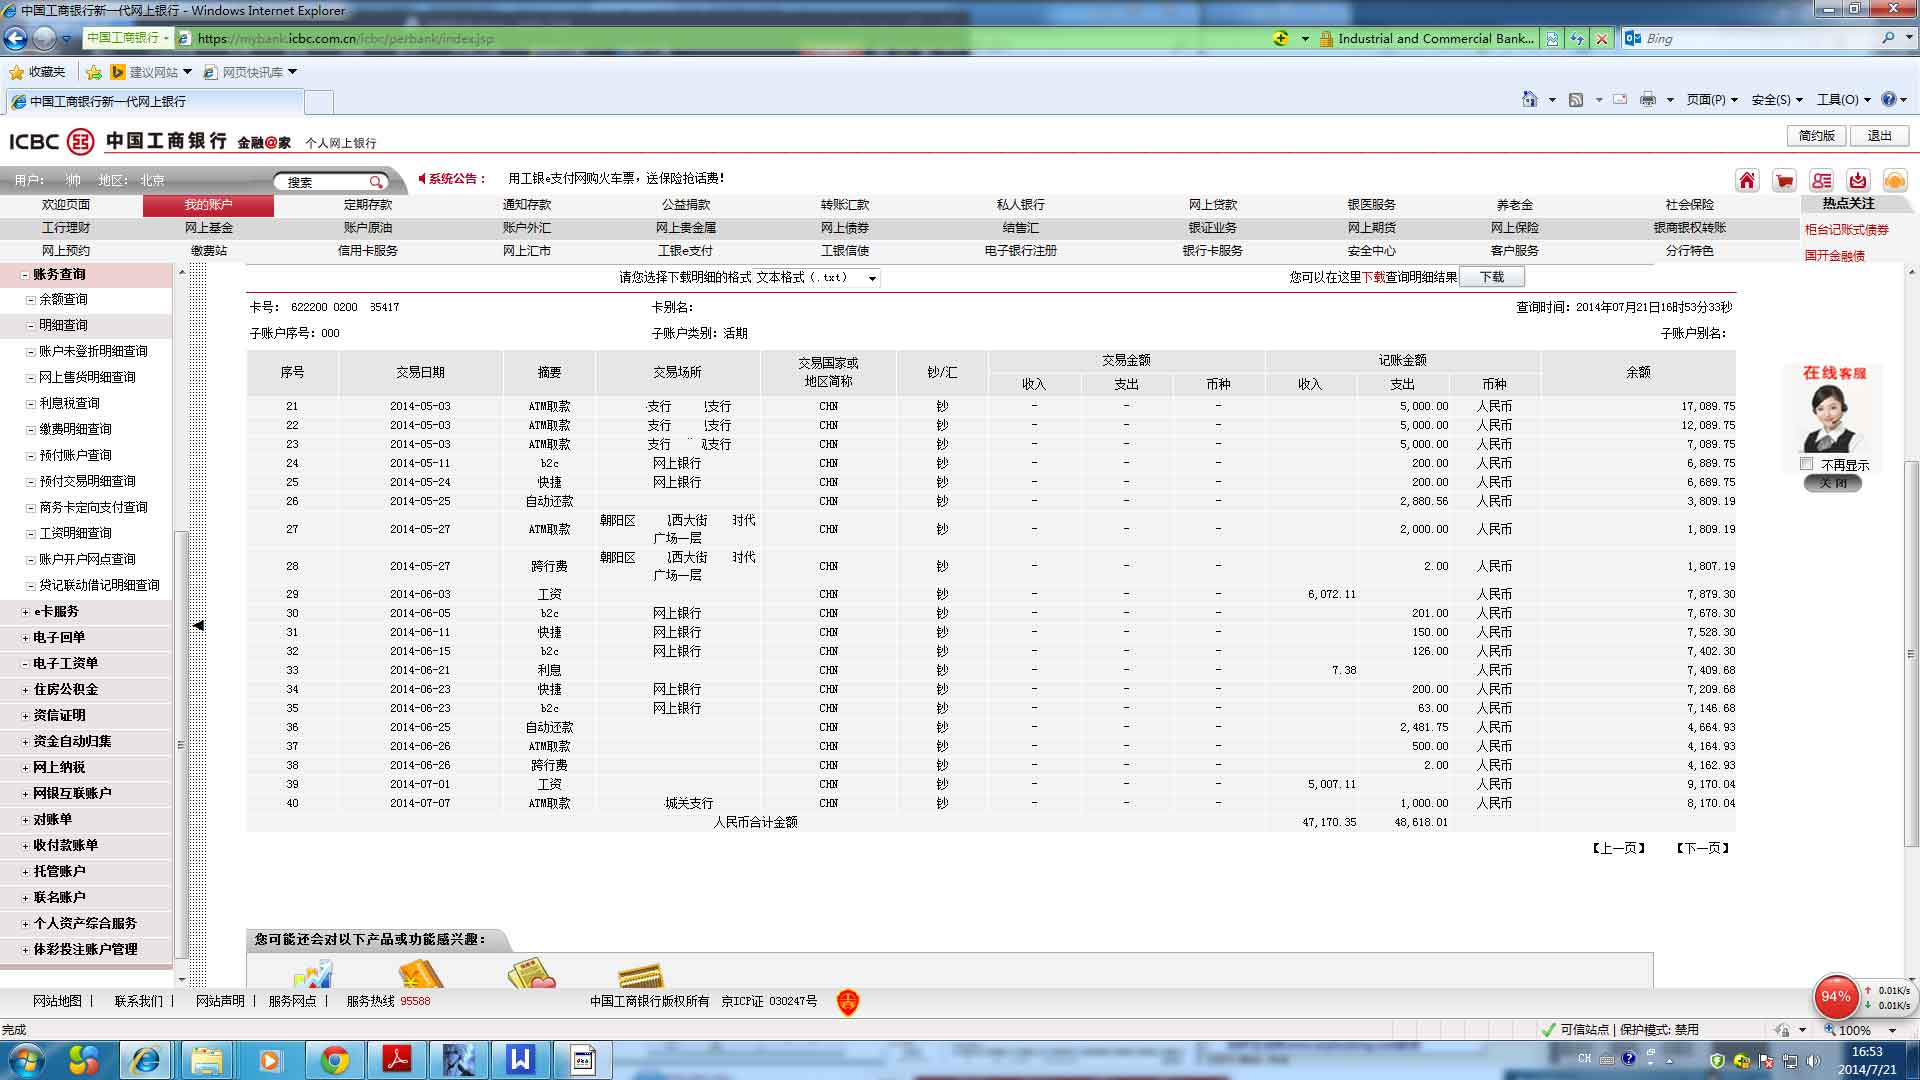 中国工商银行新一代网上银行 - Windows Internet Explorer
中国工商银行 https://mybank.icbc.com.cn/icbc/perbank/index.jsp Industrial and Commercial Bank... Bing
收藏夹 建议网站 网页快讯库
中国工商银行新一代网上银行 页面(P) 安全(S) 工具(O)
ICBC 中国工商银行 金融@家 个人网上银行 简约版 退出
用户： 帅 地区： 北京 搜索 系统公告： 用工银e支付网购火车票，送保险抢话费！
欢迎页面 我的账户 定期存款 通知存款 公益捐款 转账汇款 私人银行 网上贷款 银医服务 养老金 社会保险 热点关注
工行理财 网上基金 账户原油 账户外汇 网上贵金属 网上债券 结售汇 银证业务 网上期货 网上保险 银商银权转账 柜台记账式债券
网上预约 缴费站 信用卡服务 网上汇市 工银e支付 工银信使 电子银行注册 银行卡服务 安全中心 客户服务 分行特色 国开金融债
账务查询
余额查询
明细查询
账户未登折明细查询
网上售货明细查询
利息税查询
缴费明细查询
预付账户查询
预付交易明细查询
商务卡定向支付查询
工资明细查询
账户开户网点查询
贷记联动借记明细查询
e卡服务
电子回单
电子工资单
住房公积金
资信证明
资金自动归集
网上纳税
网银互联账户
对账单
收付款账单
托管账户
联名账户
个人资产综合服务
体彩投注账户管理
请您选择下载明细的格式 文本格式（.txt） 您可以在这里下载查询明细结果 下载
卡号： 622200 0200 35417 卡别名： 查询时间：2014年07月21日16时53分33秒
子账户序号：000 子账户类别：活期 子账户别名：
序号 交易日期 摘要 交易场所 交易国家或地区简称 钞/汇 交易金额 记账金额 余额
收入 支出 币种 收入 支出 币种
21 2014-05-03 ATM取款 支行 支行 CHN 钞 - - - 5,000.00 人民币 17,089.75
22 2014-05-03 ATM取款 支行 支行 CHN 钞 - - - 5,000.00 人民币 12,089.75
23 2014-05-03 ATM取款 支行 支行 CHN 钞 - - - 5,000.00 人民币 7,089.75
24 2014-05-11 b2c 网上银行 CHN 钞 - - - 200.00 人民币 6,889.75
25 2014-05-24 快捷 网上银行 CHN 钞 - - - 200.00 人民币 6,689.75
26 2014-05-25 自动还款 CHN 钞 - - - 2,880.56 人民币 3,809.19
27 2014-05-27 ATM取款 朝阳区 西大街 时代广场一层 CHN 钞 - - - 2,000.00 人民币 1,809.19
28 2014-05-27 跨行费 朝阳区 西大街 时代广场一层 CHN 钞 - - - 2.00 人民币 1,807.19
29 2014-06-03 工资 CHN 钞 - - - 6,072.11 人民币 7,879.30
30 2014-06-05 b2c 网上银行 CHN 钞 - - - 201.00 人民币 7,678.30
31 2014-06-11 快捷 网上银行 CHN 钞 - - - 150.00 人民币 7,528.30
32 2014-06-15 b2c 网上银行 CHN 钞 - - - 126.00 人民币 7,402.30
33 2014-06-21 利息 CHN 钞 - - - 7.38 人民币 7,409.68
34 2014-06-23 快捷 网上银行 CHN 钞 - - - 200.00 人民币 7,209.68
35 2014-06-23 b2c 网上银行 CHN 钞 - - - 63.00 人民币 7,146.68
36 2014-06-25 自动还款 CHN 钞 - - - 2,481.75 人民币 4,664.93
37 2014-06-26 ATM取款 CHN 钞 - - - 500.00 人民币 4,164.93
38 2014-06-26 跨行费 CHN 钞 - - - 2.00 人民币 4,162.93
39 2014-07-01 工资 CHN 钞 - - - 5,007.11 人民币 9,170.04
40 2014-07-07 ATM取款 城关支行 CHN 钞 - - - 1,000.00 人民币 8,170.04
人民币合计金额 47,170.35 48,618.01
【上一页】 【下一页】
在线客服
不再显示
关闭
您可能还会对以下产品或功能感兴趣：
网站地图 | 联系我们 | 网站声明 | 服务网点 | 服务热线 95588 中国工商银行版权所有 京ICP证 030247号
94% 0.01K/s
0.01K/s
完成 可信站点 | 保护模式: 禁用 100%
CH 16:53
2014/7/21